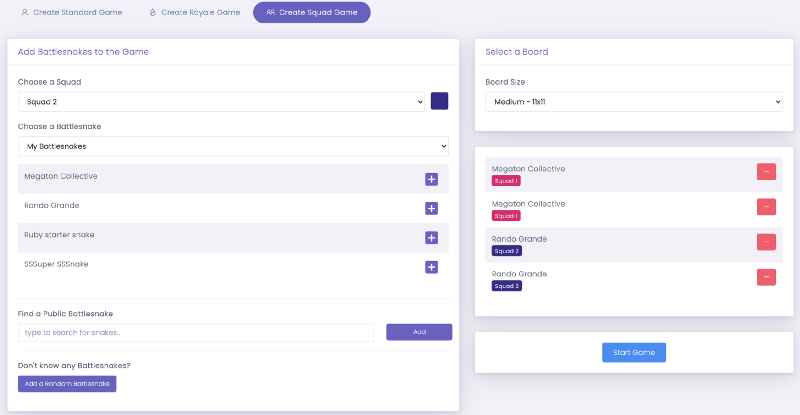 Create Standard Game
Create Royale Game
Create Squad Game
Add Battlesnakes to the Game
Choose a Squad
Squad 2
Choose a Battlesnake
My Battlesnakes
Megaton Collective
Rando Grande
Ruby starter snake
SSSuper SSSnake
Find a Public Battlesnake
type to search for snakes...
Add
Don't know any Battlesnakes?
Add a Random Battlesnake
Select a Board
Board Size
Medium - 11x11
Megaton Collective
Squad 1
Megaton Collective
Squad 1
Rando Grande
Squad 2
Rando Grande
Squad 2
Start Game